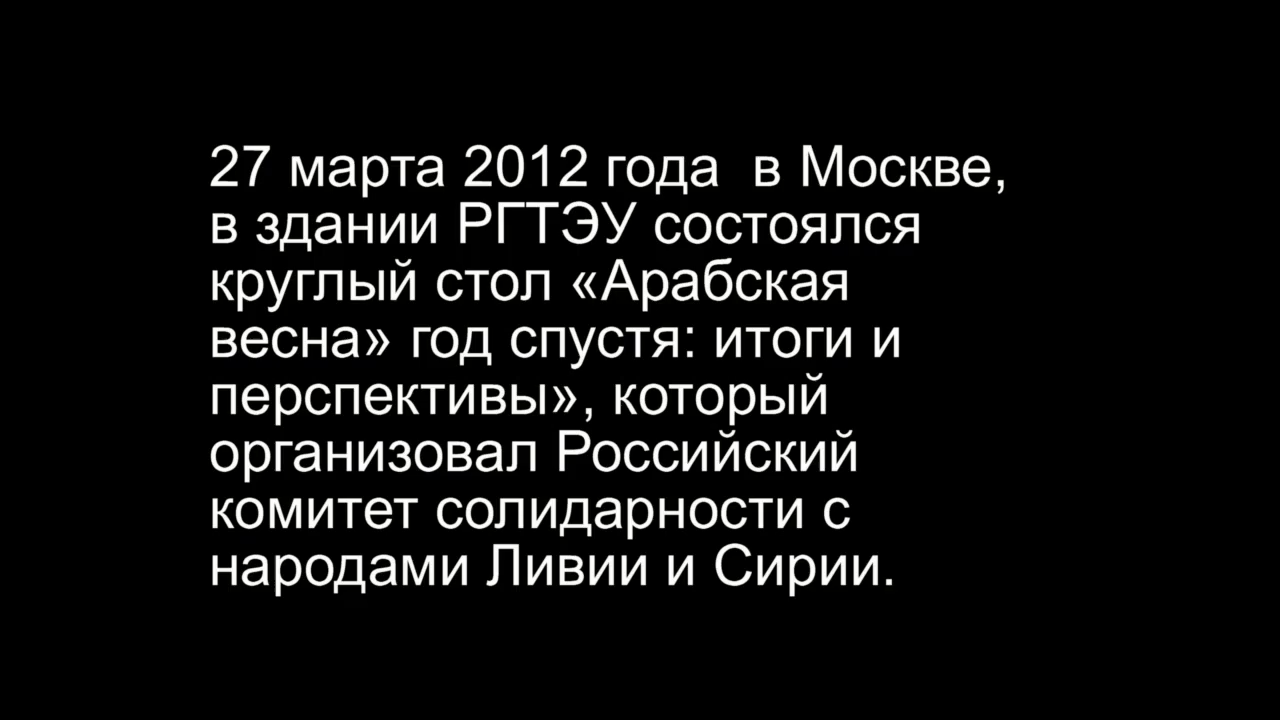 27 марта 2012 года  в Москве,
в здании РГТЭУ состоялся
круглый стол «Арабская
весна» год спустя: итоги и
перспективы», который
организовал Российский
комитет солидарности с
народами Ливии и Сирии.